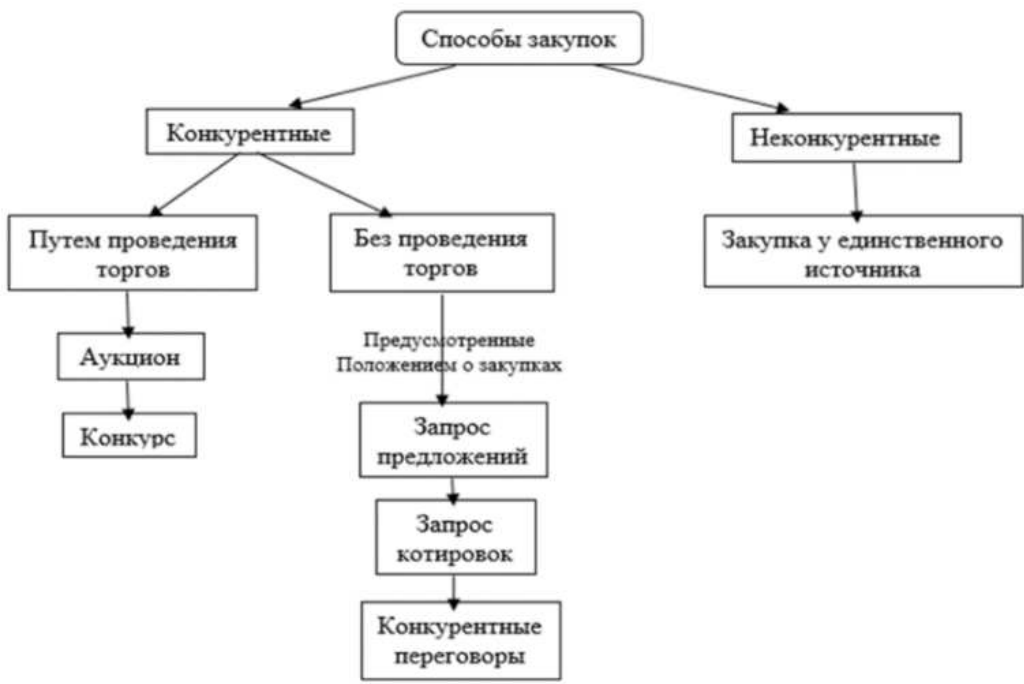 Способы закупок
Конкурентные
Неконкурентные
Путем проведения
торгов
Без проведения
торгов
Закупка у единственного
источника
Предусмотренные
Положением о закупках
Аукцион
Конкурс
Запрос
предложений
Запрос
котировок
Конкурентные
переговоры